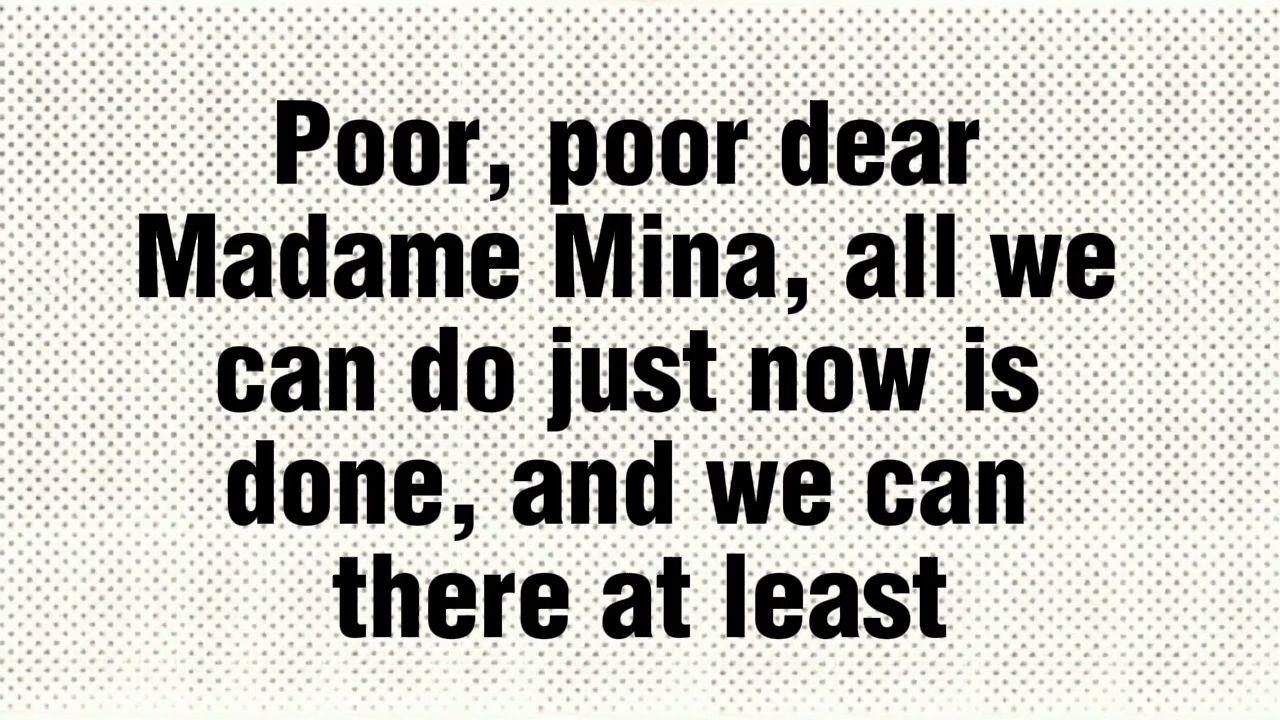 Poor, poor dear
Madame Mina, all we
can do just now is
done, and we can
there at least